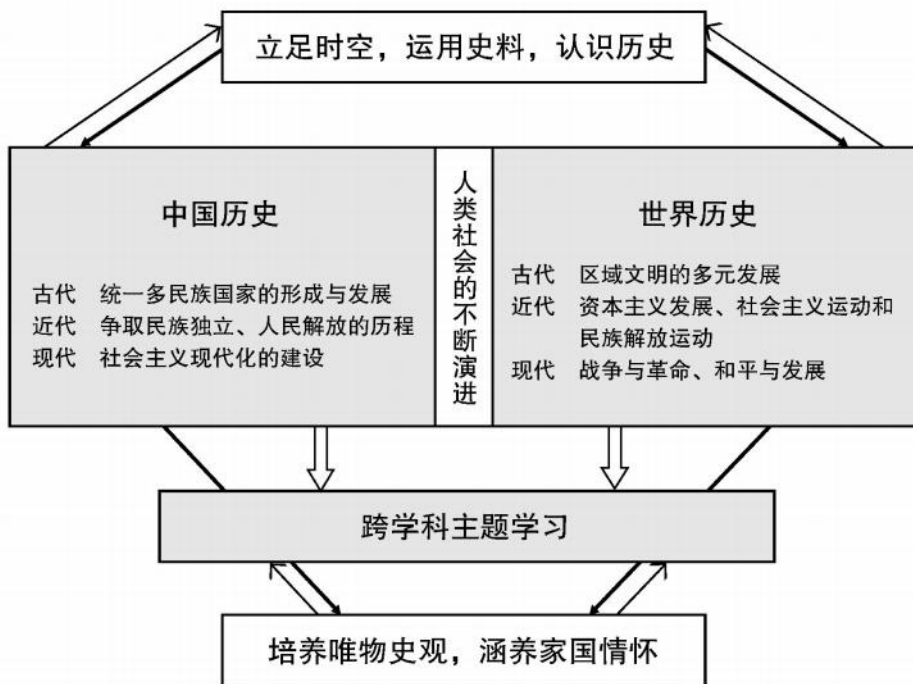 立足时空，运用史料，认识历史
中国历史
古代 统一多民族国家的形成与发展
近代 争取民族独立、人民解放的历程
现代 社会主义现代化的建设
人类社会的不断演进
世界历史
古代 区域文明的多元发展
近代 资本主义发展、社会主义运动和
民族解放运动
现代 战争与革命、和平与发展
跨学科主题学习
培养唯物史观，涵养家国情怀